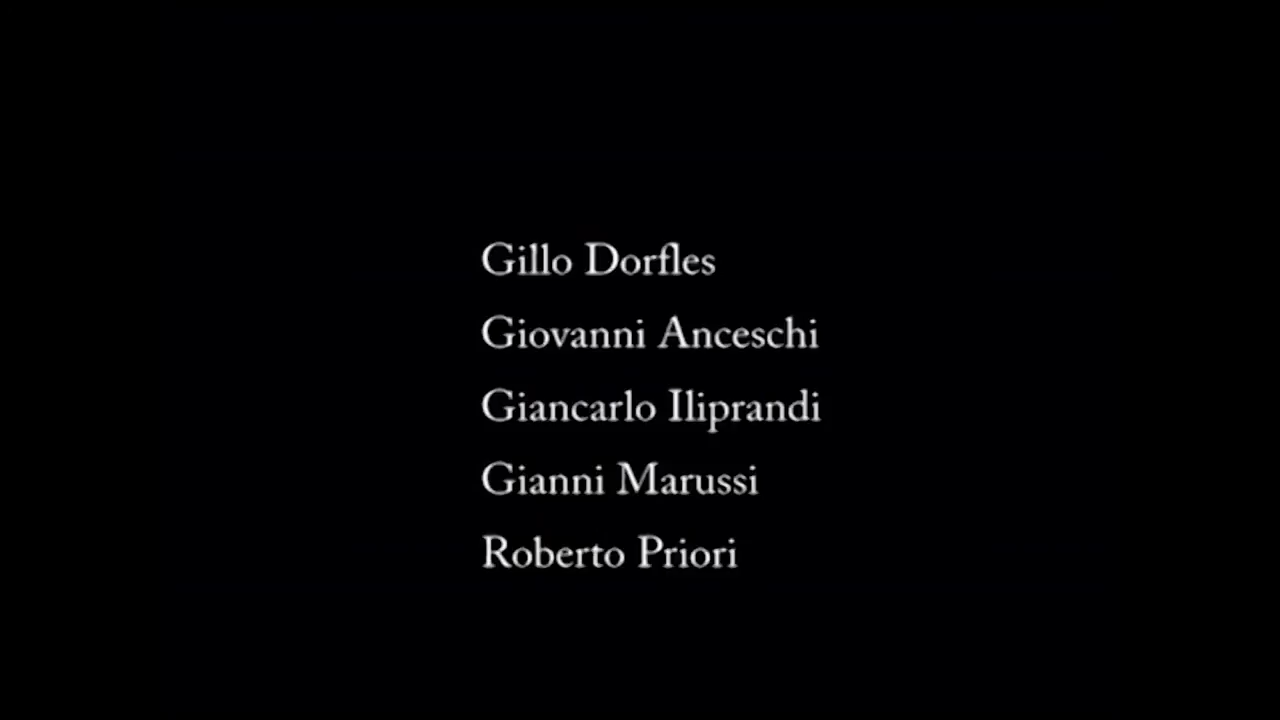 Gillo Dorfles
Giovanni Anceschi
Giancarlo Iliprandi
Gianni Marussi
Roberto Priori